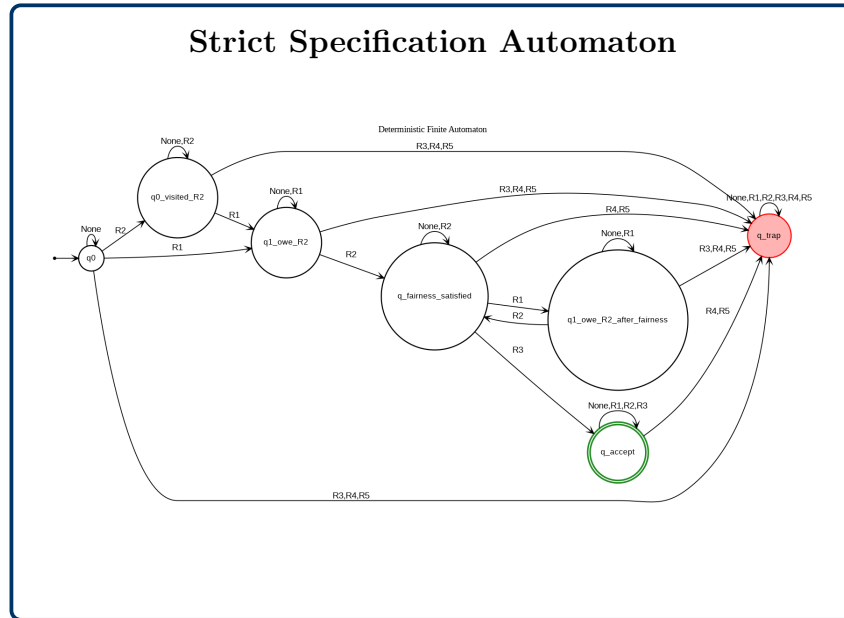 Strict Specification Automaton
Deterministic Finite Automaton
None,R2
R3,R4,R5
q0_visited_R2
None,R1
R3,R4,R5
None,R1,R2,R3,R4,R5
R4,R5
None
R2
R1
R1
q1_owe_R2
None,R2
None,R1
q_trap
q0
R2
R3,R4,R5
q_fairness_satisfied
R1
R2
q1_owe_R2_after_fairness
R4,R5
R3
None,R1,R2,R3
q_accept
R3,R4,R5